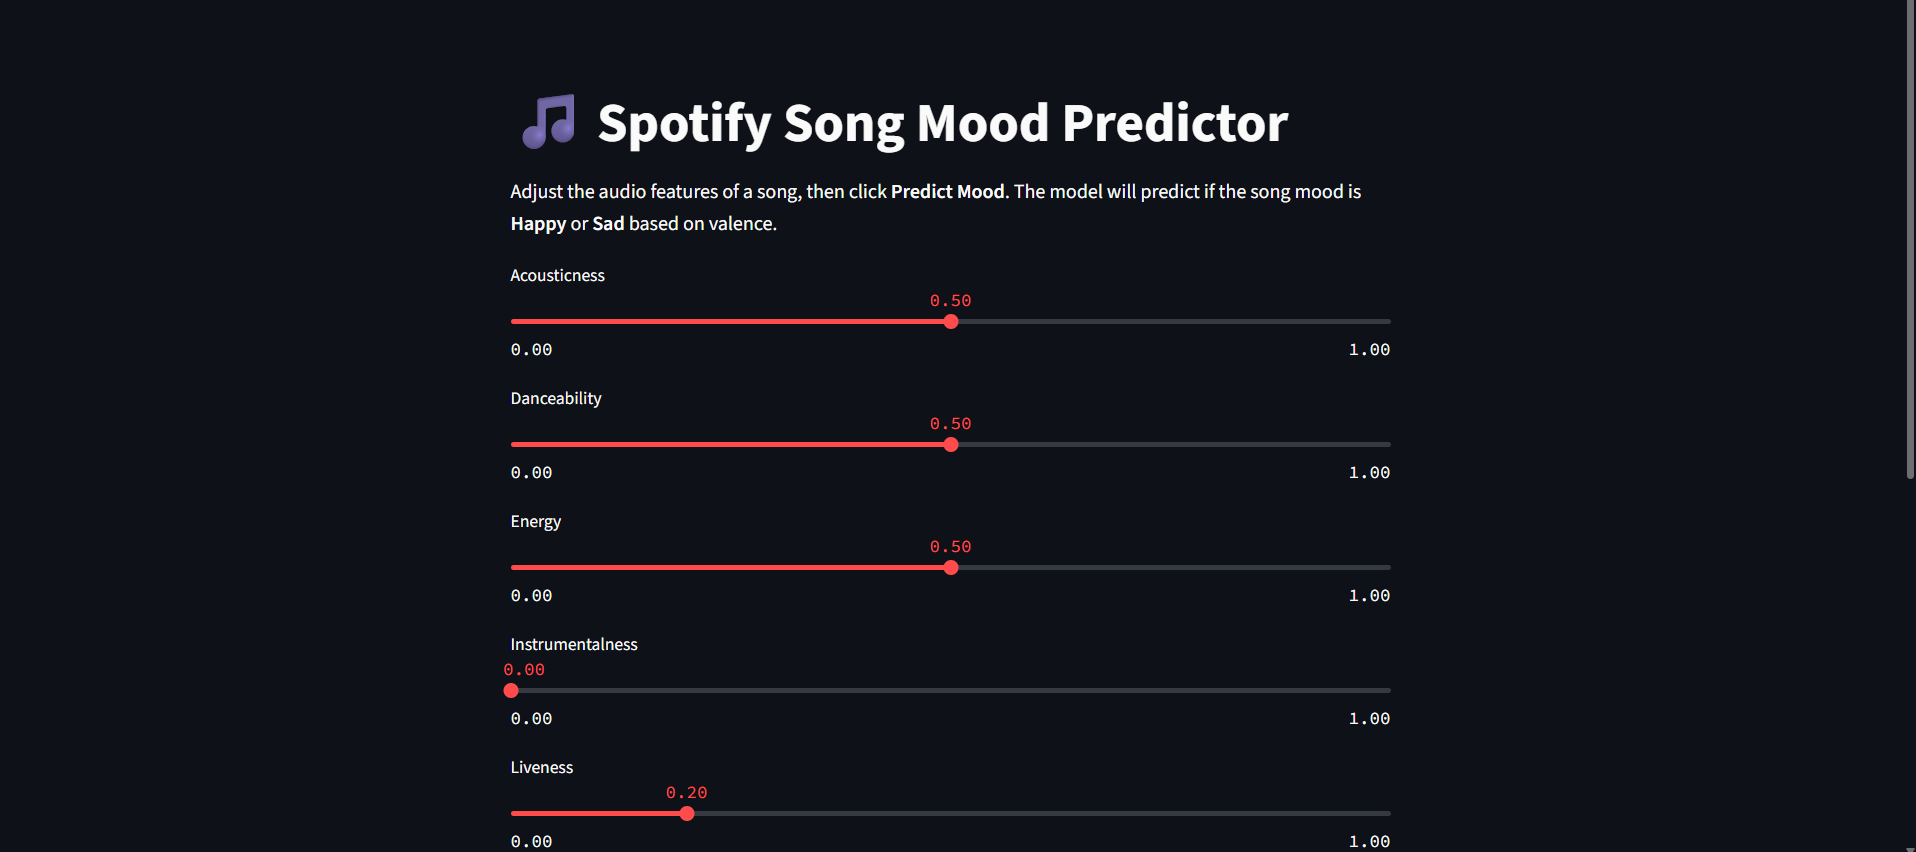 Spotify Song Mood Predictor
Adjust the audio features of a song, then click Predict Mood. The model will predict if the song mood is
Happy or Sad based on valence.
Acousticness
0.50
0.00 1.00
Danceability
0.50
0.00 1.00
Energy
0.50
0.00 1.00
Instrumentalness
0.00
0.00 1.00
Liveness
0.20
0.00 1.00